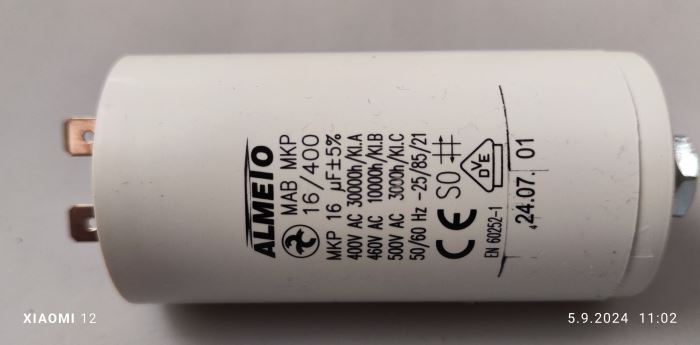 ALMEIO
MAB MKP
16/400
MKP 16 µF±5%
400V AC 30000h/Kl.A
460V AC 10000h/Kl.B
500V AC 3000h/Kl.C
50/60 Hz -25/85/21
CE S0
DVE
EN 60252-1
24.07 01
XIAOMI 12
5.9.2024 11:02